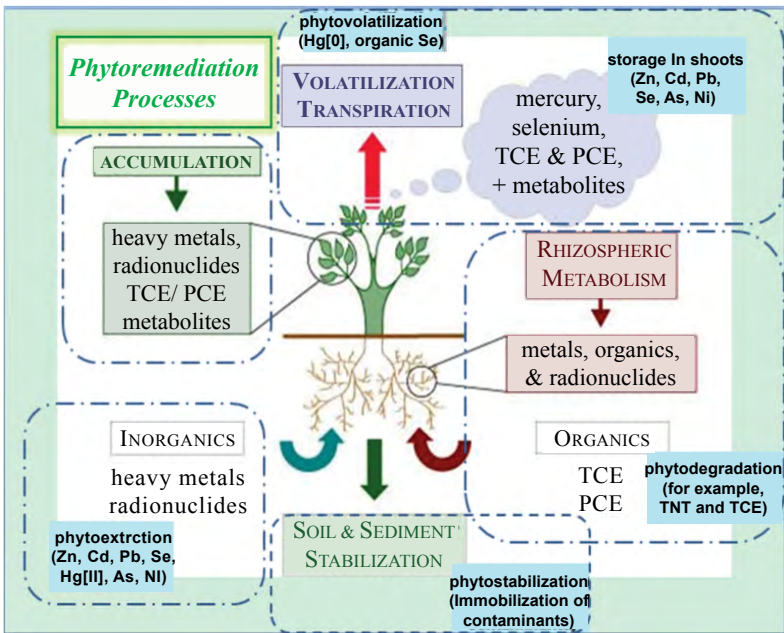 phytovolatilization
(Hg[0], organic Se)
Phytoremediation
Processes
VOLATILIZATION
TRANSPIRATION
storage In shoots
(Zn, Cd, Pb,
Se, As, Ni)
mercury,
selenium,
TCE & PCE,
+ metabolites
ACCUMULATION
heavy metals,
radionuclides
TCE/ PCE
metabolites
RHIZOSPHERIC
METABOLISM
metals, organics,
& radionuclides
INORGANICS
heavy metals
radionuclides
phytoextrction
(Zn, Cd, Pb, Se,
Hg[II], As, NI)
ORGANICS
TCE
PCE
phytodegradation
(for example,
TNT and TCE)
SOIL & SEDIMENT
STABILIZATION
phytostabilization
(Immobilization of
contaminants)